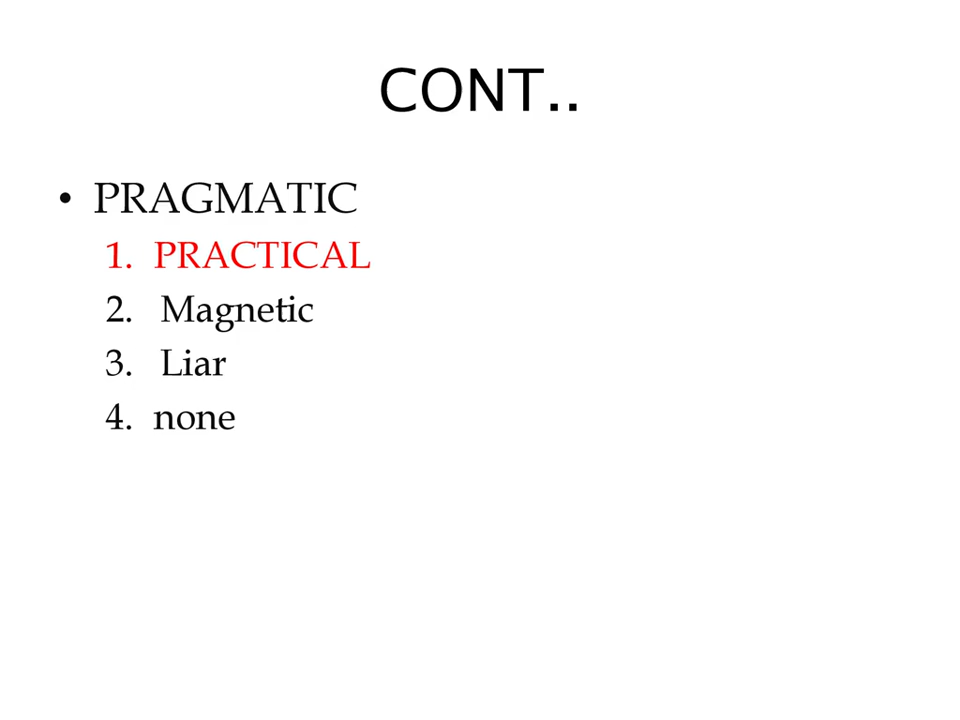 CONT..
• PRAGMATIC
1. PRACTICAL
2. Magnetic
3. Liar
4. none